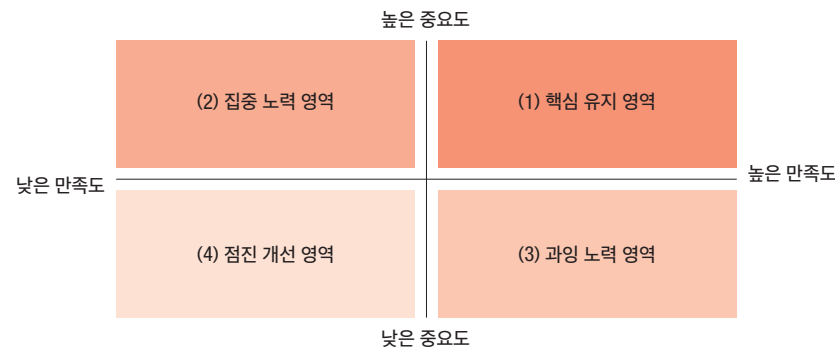 높은 중요도
(2) 집중 노력 영역
(1) 핵심 유지 영역
낮은 만족도
높은 만족도
(4) 점진 개선 영역
(3) 과잉 노력 영역
낮은 중요도